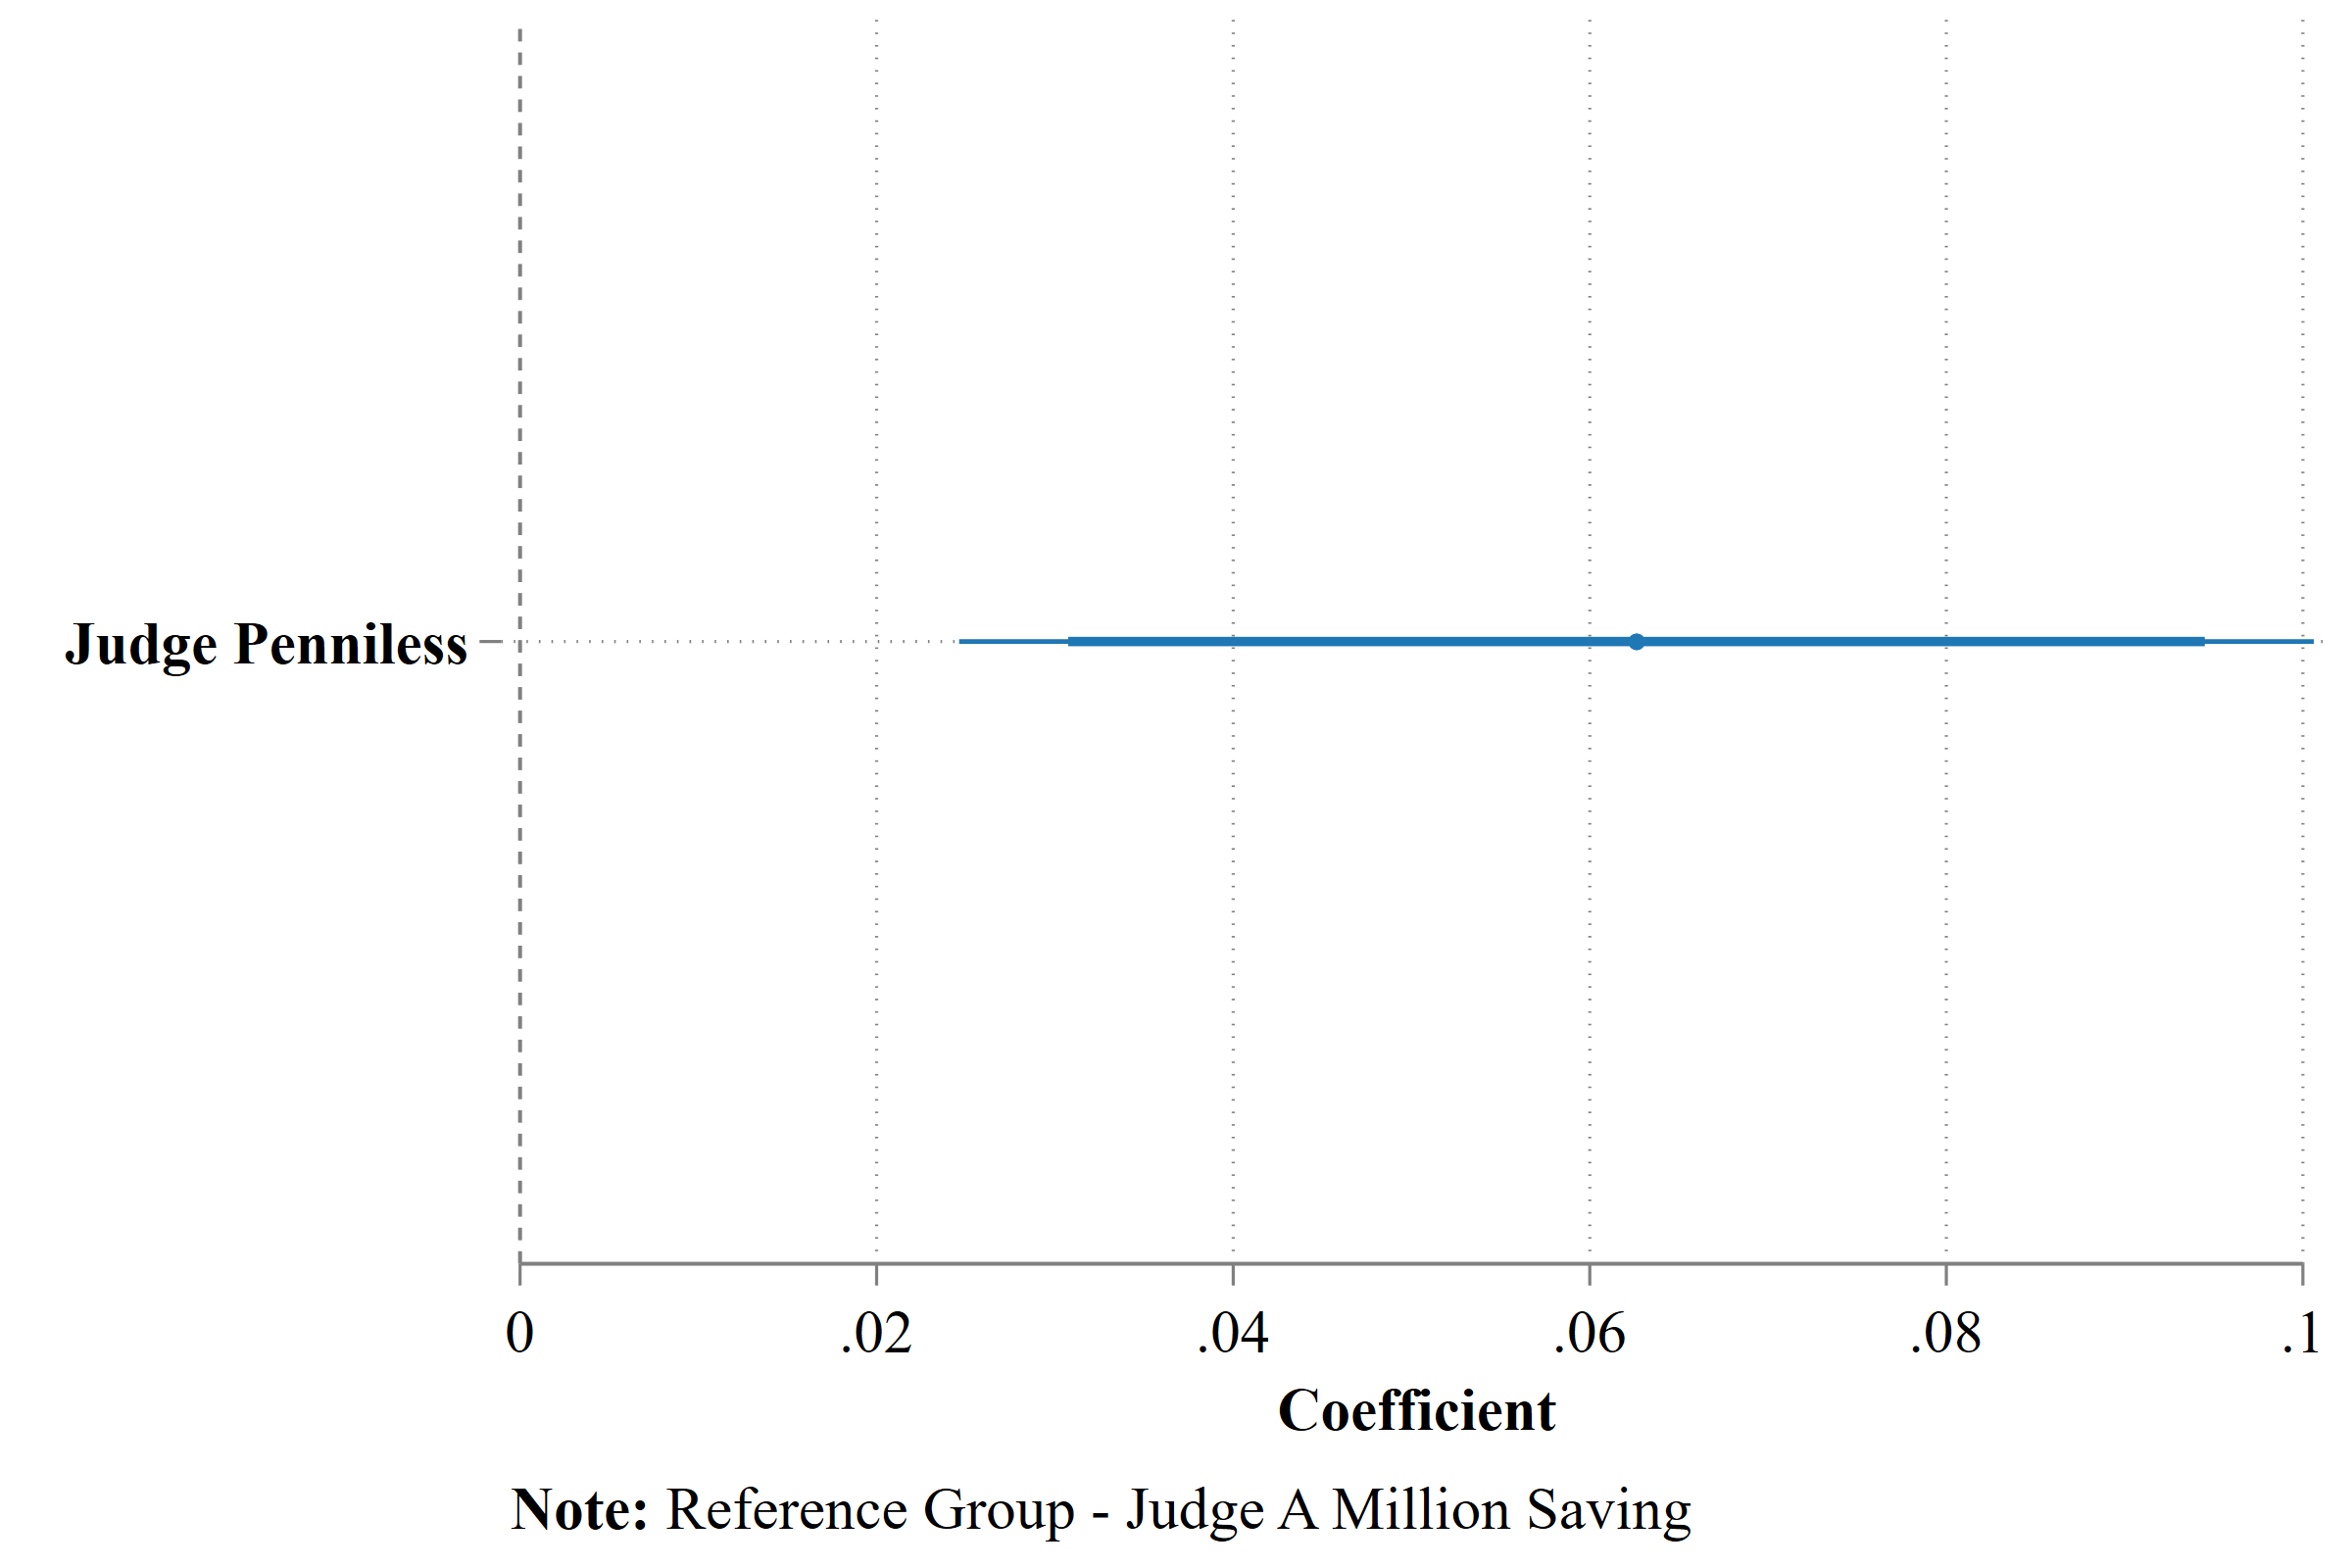 Judge Penniless
0 .02 .04 .06 .08 .1
Coefficient
Note: Reference Group - Judge A Million Saving